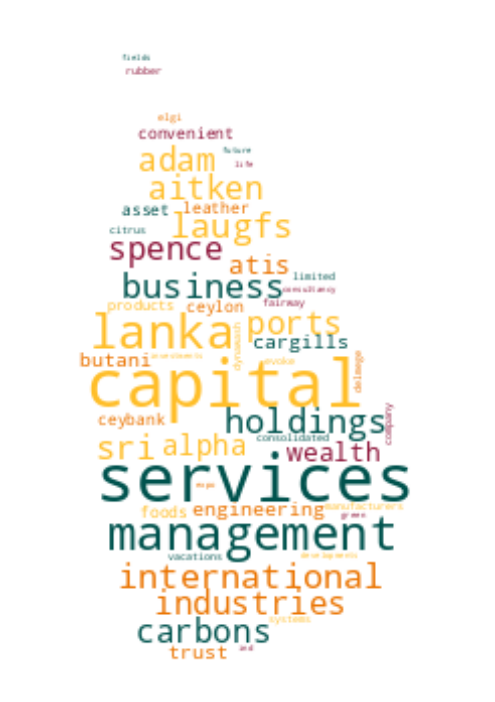 fields
rubber
elgi
convenient
future
adam
life
aitken
asset leather
citrus laugfs
spence
atis
limited
business
consultancy
products ceylon fairway
lanka ports
cargills
butani
dynawash evoke
capital
delmege
ceybank holdings company
consolidated
sri alpha wealth
services
expo
foods engineering manufacturers
green
management
vacations developments
international
industries
systems
carbons
trust and